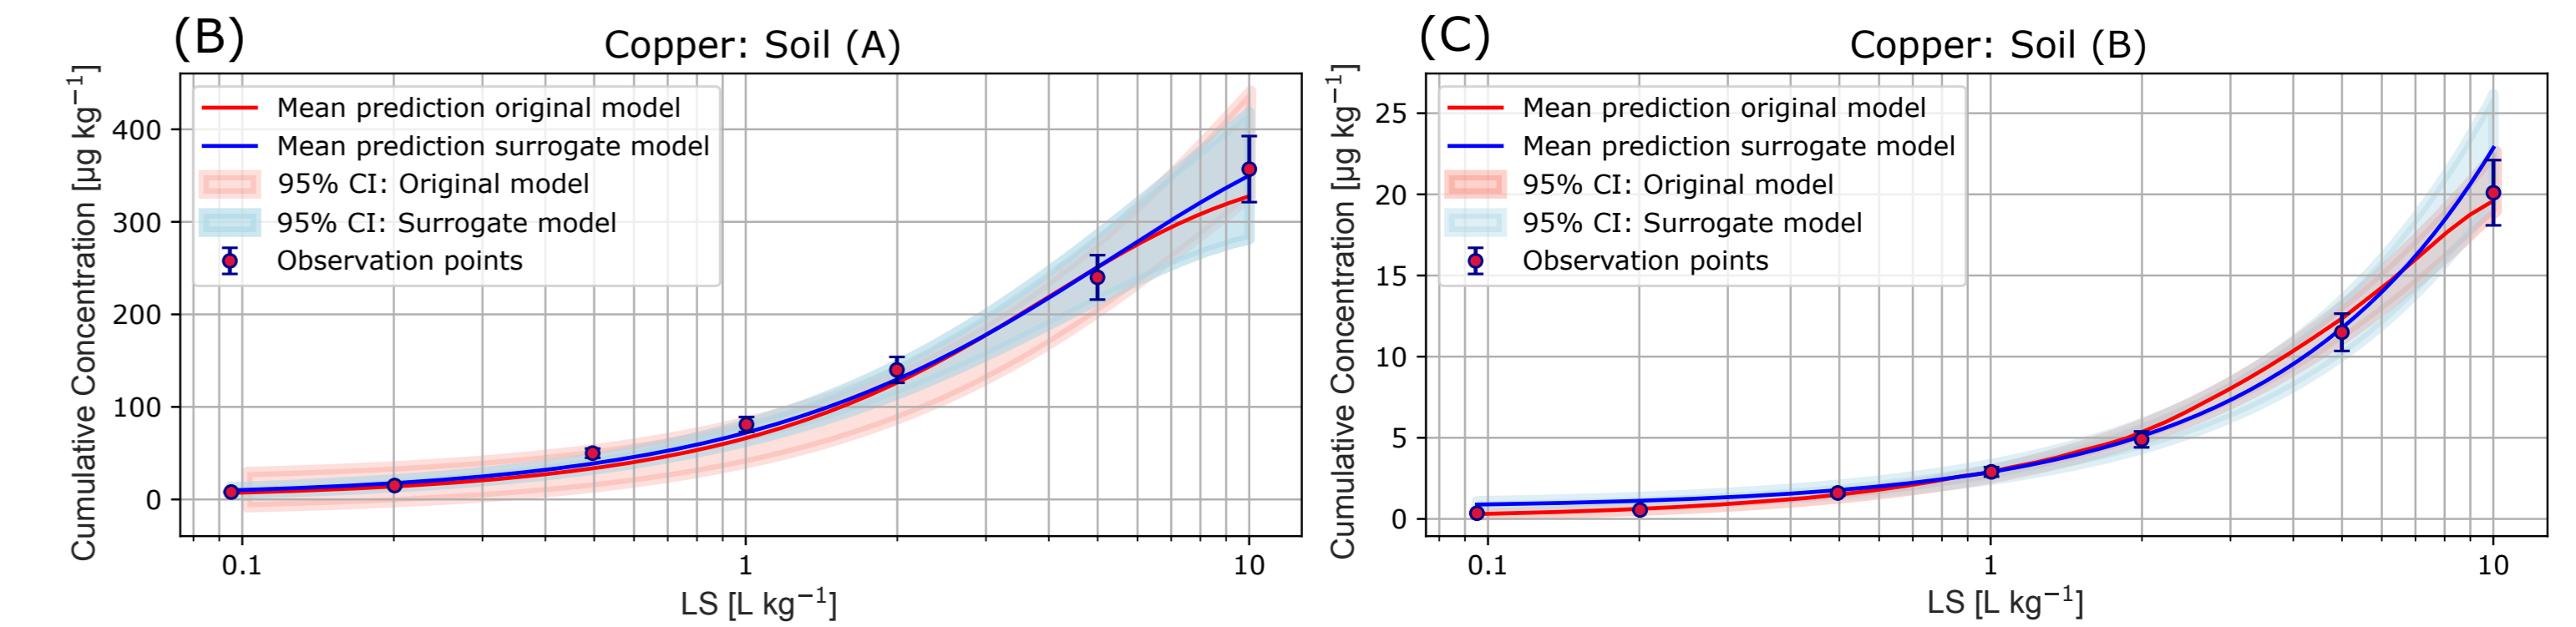 (B)
Copper: Soil (A)
Cumulative Concentration [µg kg⁻¹]
400
300
200
100
0
Mean prediction original model
Mean prediction surrogate model
95% CI: Original model
95% CI: Surrogate model
Observation points
0.1 1 10
LS [L kg⁻¹]
(C)
Copper: Soil (B)
Cumulative Concentration [µg kg⁻¹]
25
20
15
10
5
0
Mean prediction original model
Mean prediction surrogate model
95% CI: Original model
95% CI: Surrogate model
Observation points
0.1 1 10
LS [L kg⁻¹]